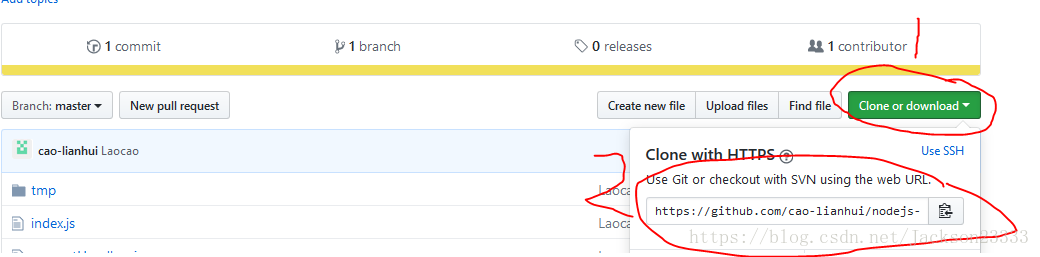 Add topics
1 commit
1 branch
0 releases
1 contributor
Branch: master
New pull request
Create new file
Upload files
Find file
Clone or download
cao-lianhui Laocao
Clone with HTTPS
Use SSH
Use Git or checkout with SVN using the web URL.
tmp
Laoca
https://github.com/cao-lianhui/nodejs-
index.js
Laoca
https://blog.csdn.net/Jackson23333